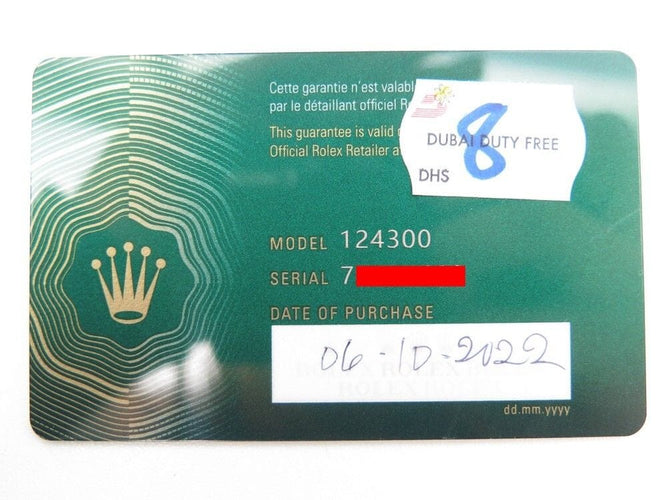 Cette garantie n'est valabl
par le détaillant officiel R
This guarantee is valid
Official Rolex Retailer a
8
DUBAI DUTY FREE
DHS
MODEL 124300
SERIAL 7
DATE OF PURCHASE
06-10-2022
dd.mm.yyyy